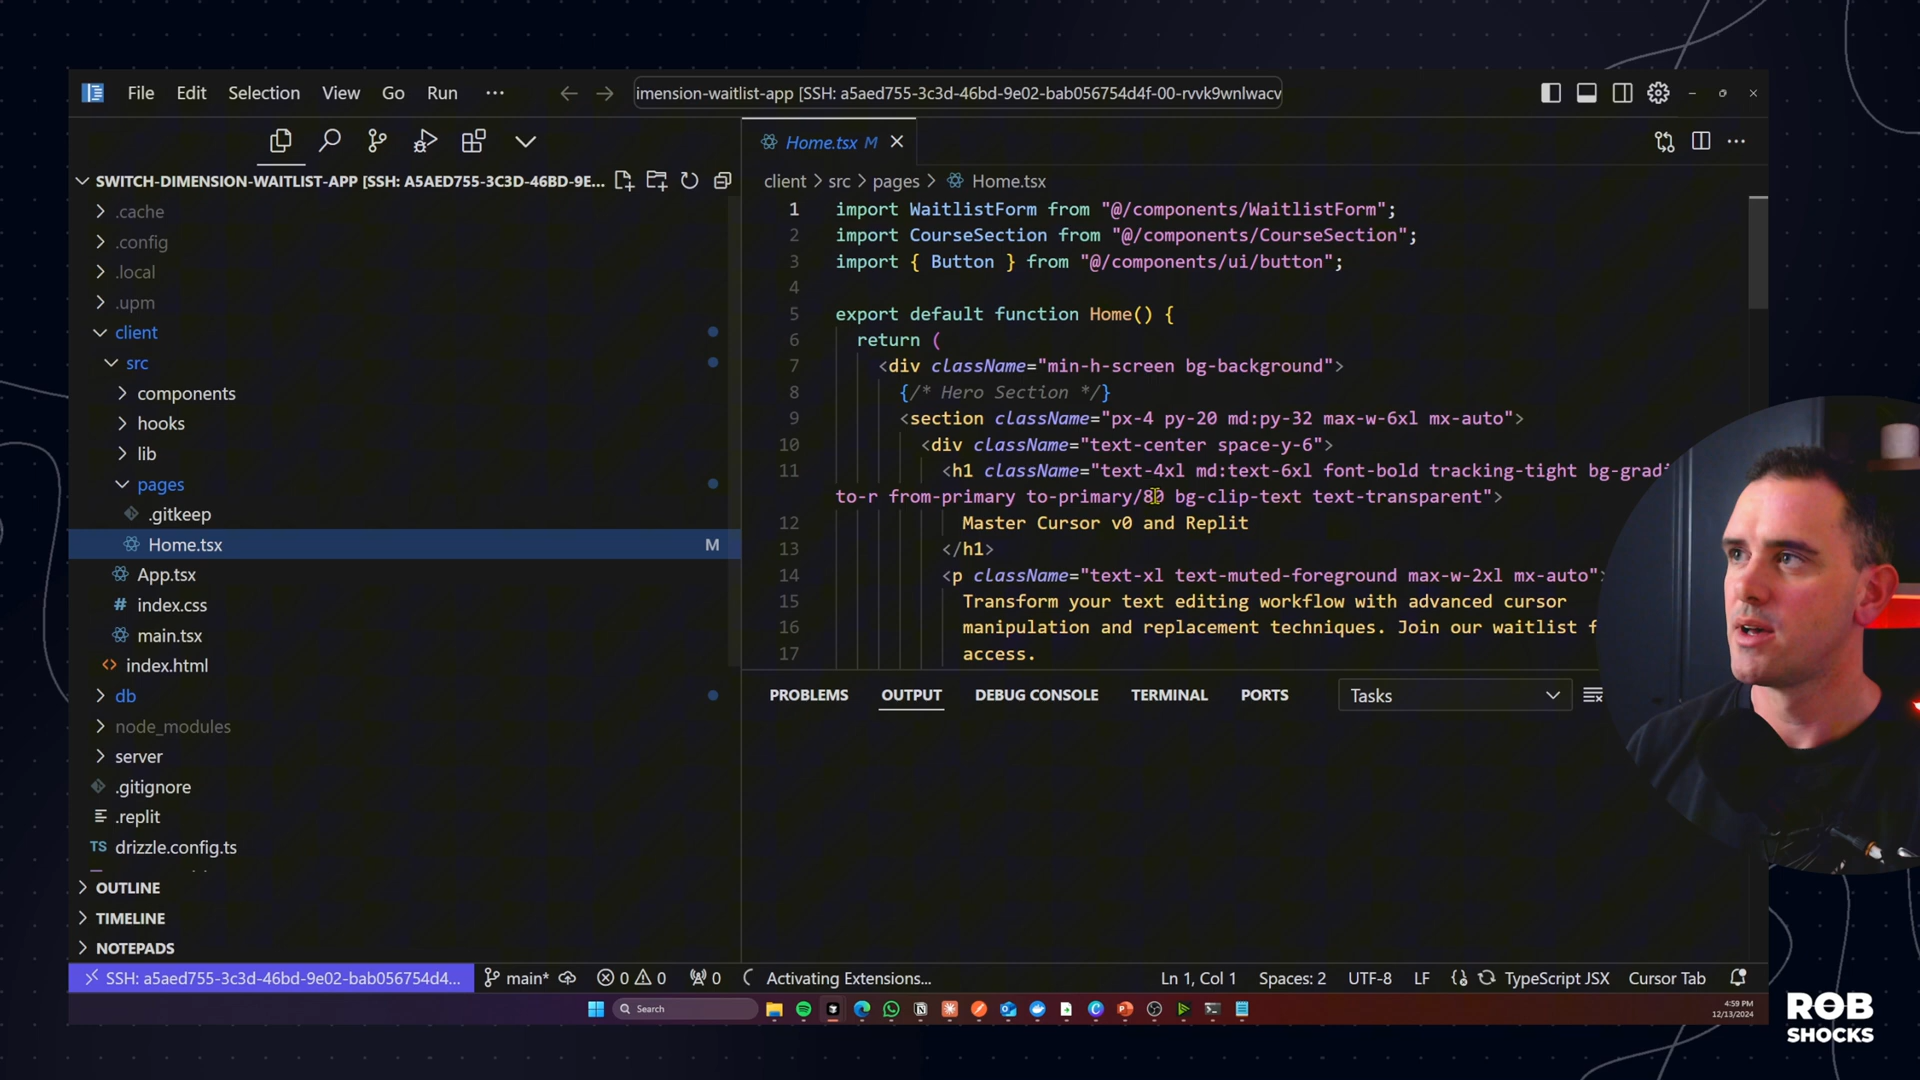 File Edit Selection View Go Run ··· imension-waitlist-app [SSH: a5aed755-3c3d-46bd-9e02-bab056754d4f-00-rvvk9wnlwacv
SWITCH-DIMENSION-WAITLIST-APP [SSH: A5AED755-3C3D-46BD-9E...
.cache
.config
.local
.upm
client
src
components
hooks
lib
pages
.gitkeep
Home.tsx M
App.tsx
index.css
main.tsx
index.html
db
node_modules
server
.gitignore
.replit
drizzle.config.ts
OUTLINE
TIMELINE
NOTEPADS
Home.tsx M
client > src > pages > Home.tsx
1 import WaitlistForm from "@/components/WaitlistForm";
2 import CourseSection from "@/components/CourseSection";
3 import { Button } from "@/components/ui/button";
4
5 export default function Home() {
6 return (
7 <div className="min-h-screen bg-background">
8 {/* Hero Section */}
9 <section className="px-4 py-20 md:py-32 max-w-6xl mx-auto">
10 <div className="text-center space-y-6">
11 <h1 className="text-4xl md:text-6xl font-bold tracking-tight bg-gradi
to-r from-primary to-primary/80 bg-clip-text text-transparent">
12 Master Cursor v0 and Replit
13 </h1>
14 <p className="text-xl text-muted-foreground max-w-2xl mx-auto">
15 Transform your text editing workflow with advanced cursor
16 manipulation and replacement techniques. Join our waitlist f
17 access.
PROBLEMS OUTPUT DEBUG CONSOLE TERMINAL PORTS Tasks
SSH: a5aed755-3c3d-46bd-9e02-bab056754d4... main* 0 0 0 Activating Extensions... Ln 1, Col 1 Spaces: 2 UTF-8 LF {} TypeScript JSX Cursor Tab
Search
4:59 PM
12/13/2024
ROB
SHOCKS